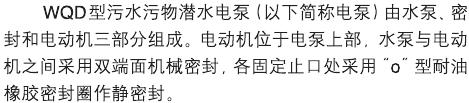 WQD型污水污物潜水电泵(以下简称电泵)由水泵、密
封和电动机三部分组成。电动机位于电泵上部，水泵与电动
机之间采用双端面机械密封，各固定止口处采用“o”型耐油
橡胶密封圈作静密封。